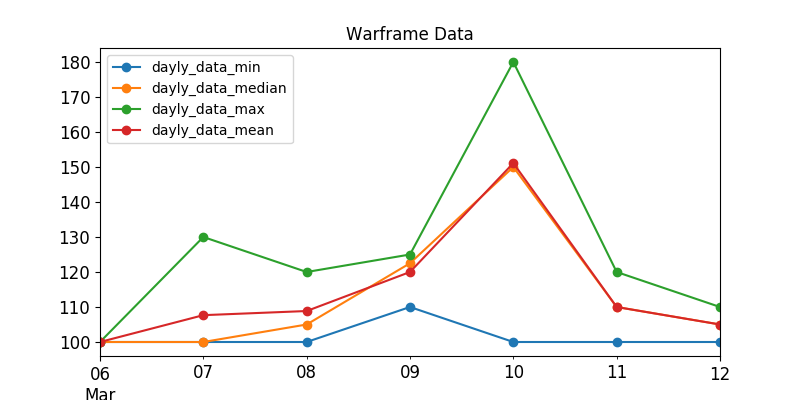 Warframe Data
dayly_data_min
dayly_data_median
dayly_data_max
dayly_data_mean
180
170
160
150
140
130
120
110
100
06 07 08 09 10 11 12
Mar